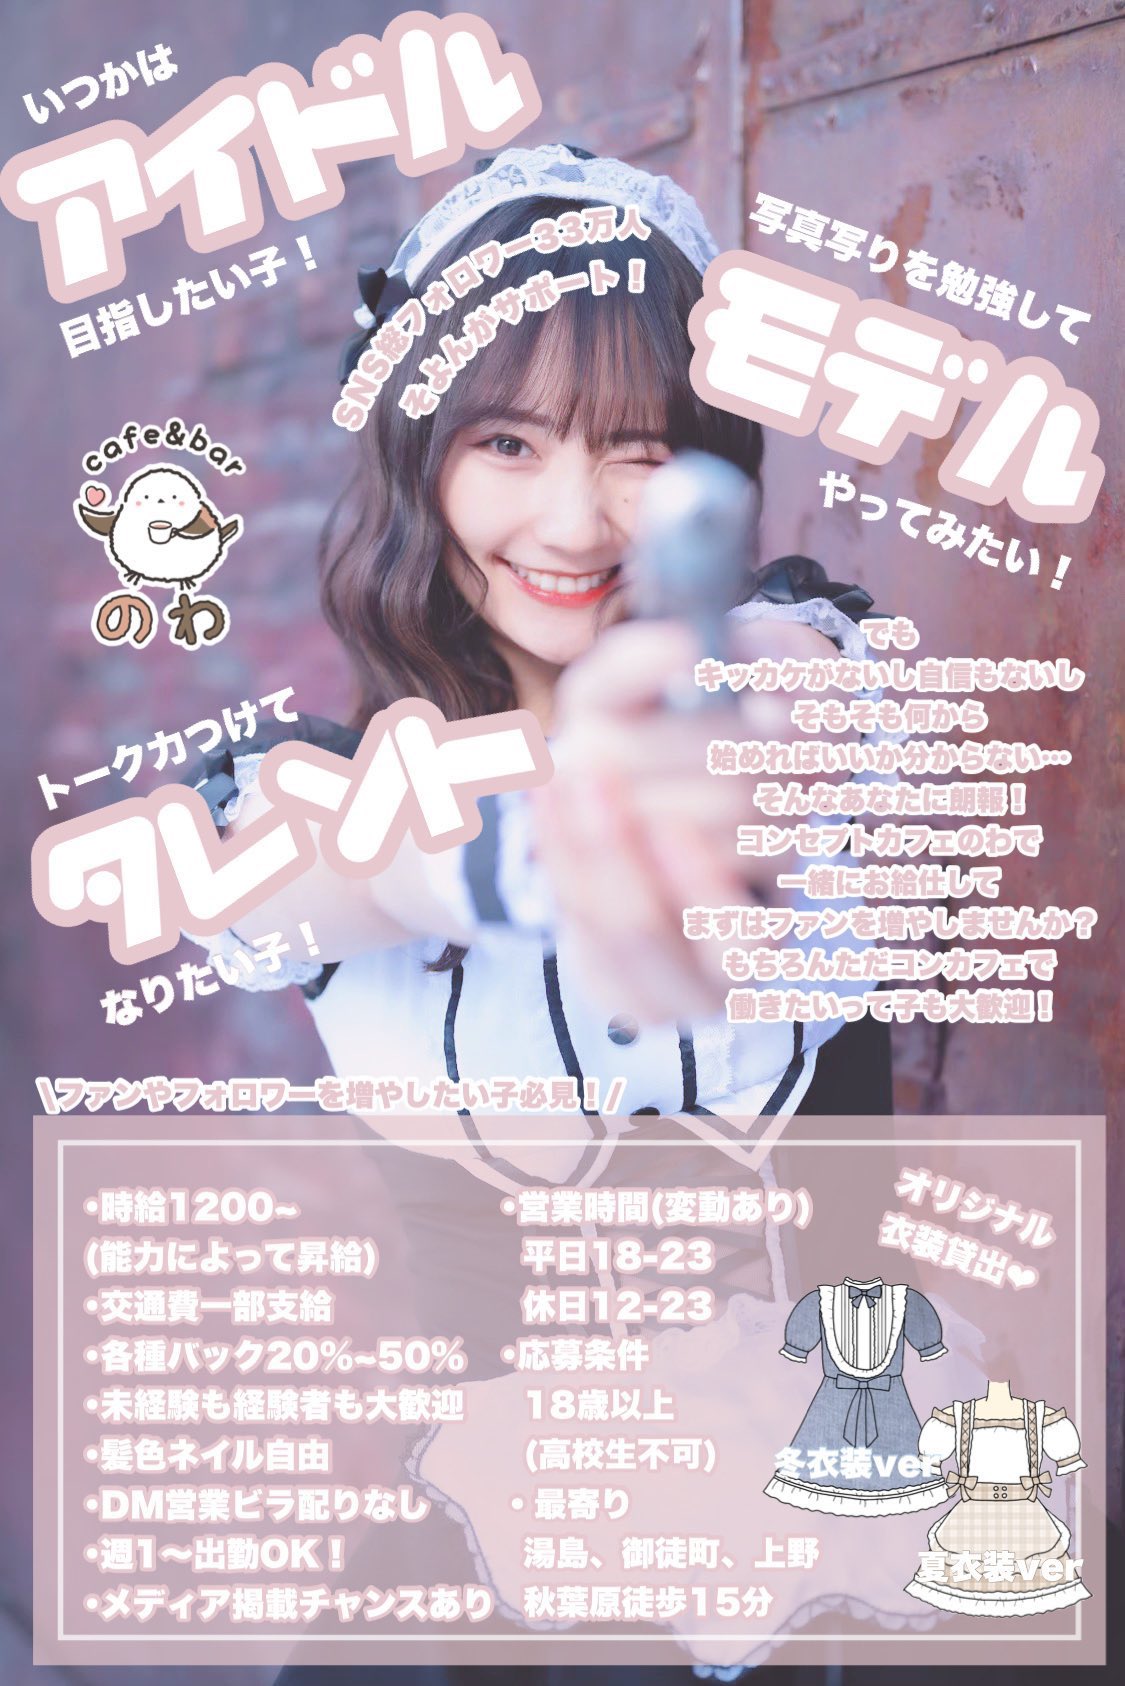 いつかは
アイドル
目指したい子！
SNS総フォロワー33万人
そよんがサポート！
写真写りを勉強して
モデル
やってみたい！
cafe&bar
のわ
トーク力つけて
タレント
なりたい子！
でも
キッカケがないし自信もないし
そもそも何から
始めればいいか分からない…
そんなあなたに朗報！
コンセプトカフェのわで
一緒にお給仕して
まずはファンを増やしませんか？
もちろんただコンカフェで
働きたいって子も大歓迎！
\ファンやフォロワーを増やしたい子必見！/
・時給1200~
(能力によって昇給)
・交通費一部支給
・各種バック20%~50%
・未経験も経験者も大歓迎
・髪色ネイル自由
・DM営業ビラ配りなし
・週1〜出勤OK！
・メディア掲載チャンスあり
・営業時間(変動あり)
平日18-23
休日12-23
・応募条件
18歳以上
(高校生不可)
・最寄り
湯島、御徒町、上野
秋葉原徒歩15分
オリジナル
衣装貸出❤
冬衣装ver
夏衣装ver